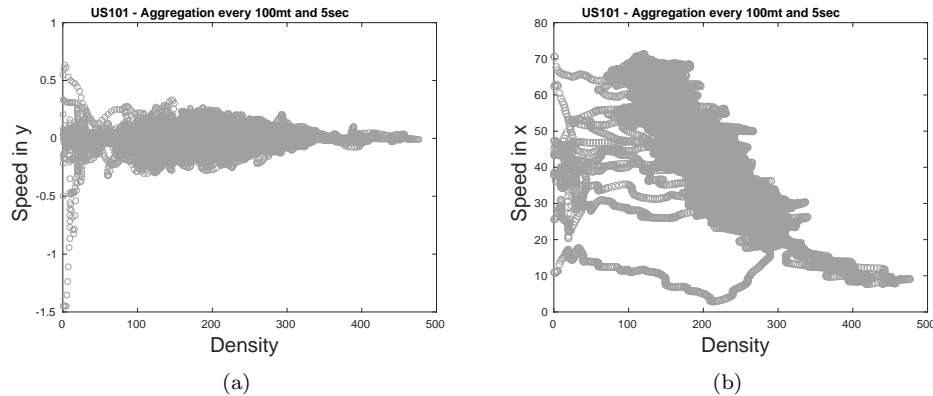 US101 - Aggregation every 100mt and 5sec
1
0.5
0
-0.5
-1
-1.5
Speed in y
0 100 200 300 400 500
Density
(a)
US101 - Aggregation every 100mt and 5sec
80
70
60
50
40
30
20
10
0
Speed in x
0 100 200 300 400 500
Density
(b)